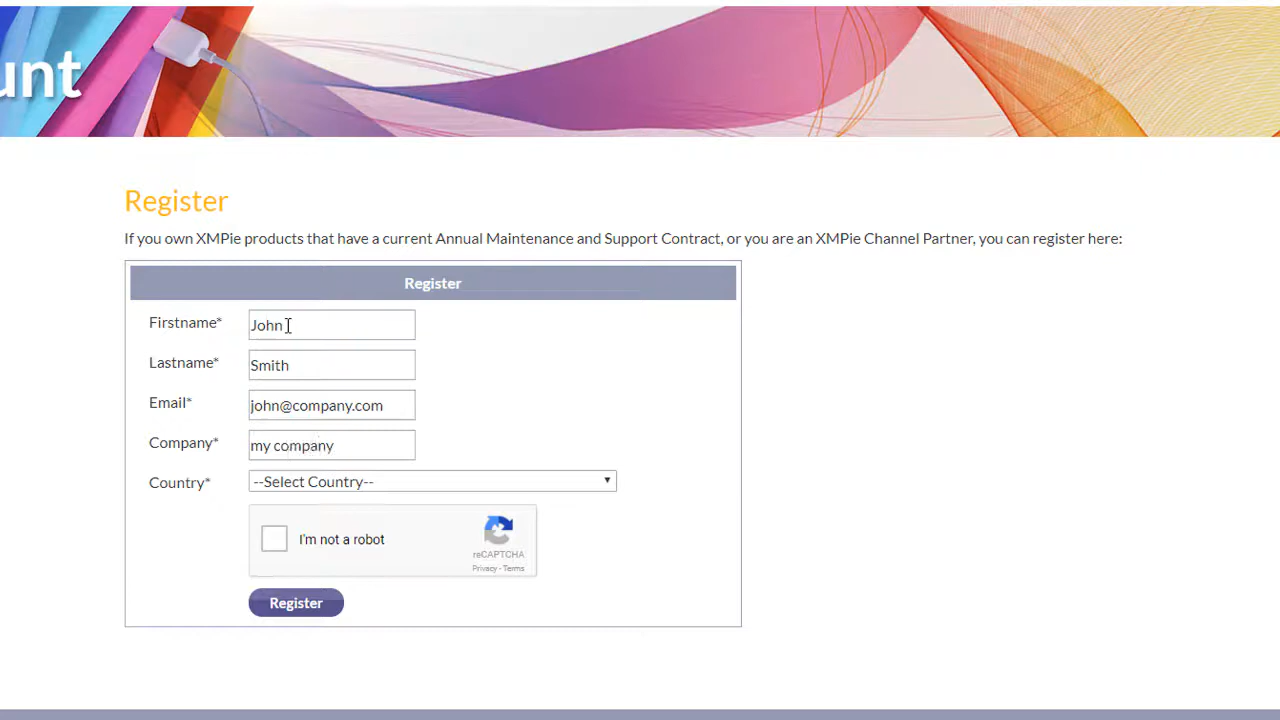 unt
Register
If you own XMPie products that have a current Annual Maintenance and Support Contract, or you are an XMPie Channel Partner, you can register here:
Register
Firstname* John
Lastname* Smith
Email* john@company.com
Company* my company
Country* --Select Country--
I'm not a robot
reCAPTCHA
Privacy - Terms
Register